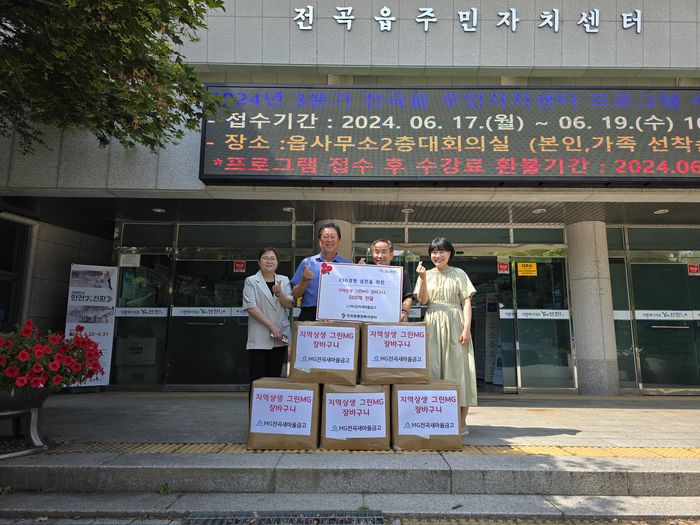 전곡읍주민자치센터
2024년 3분기 전곡읍 주민자치센터 프로그램
- 접수기간 : 2024. 06. 17.(월) ~ 06. 19.(수) 1
- 장소 :읍사무소2층대회의실 (본인,가족 선착
*프로그램 접수 후 수강료 환불기간 : 2024.06
안전, 전환
ESG경영 실천을 위한
지역상생 그린MG 장바구니
500개 전달
MG전곡새마을금고
지역상생 그린MG
장바구니
MG전곡새마을금고
지역상생 그린MG
장바구니
MG전곡새마을금고
지역상생 그린MG
장바구니
MG전곡새마을금고
지역상생 그린MG
장바구니
MG전곡새마을금고
지역상생 그린MG
장바구니
MG전곡새마을금고